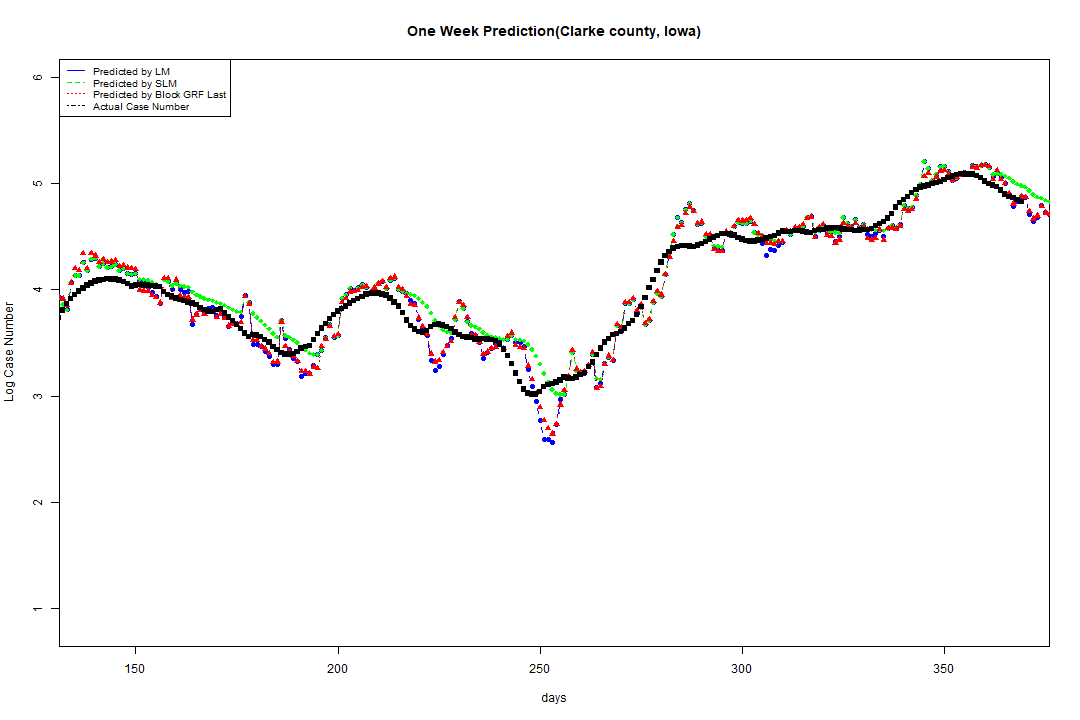 One Week Prediction(Clarke county, Iowa)
Predicted by LM
Predicted by SLM
Predicted by Block GRF Last
Actual Case Number
6
5
4
3
2
1
Log Case Number
150 200 250 300 350
days